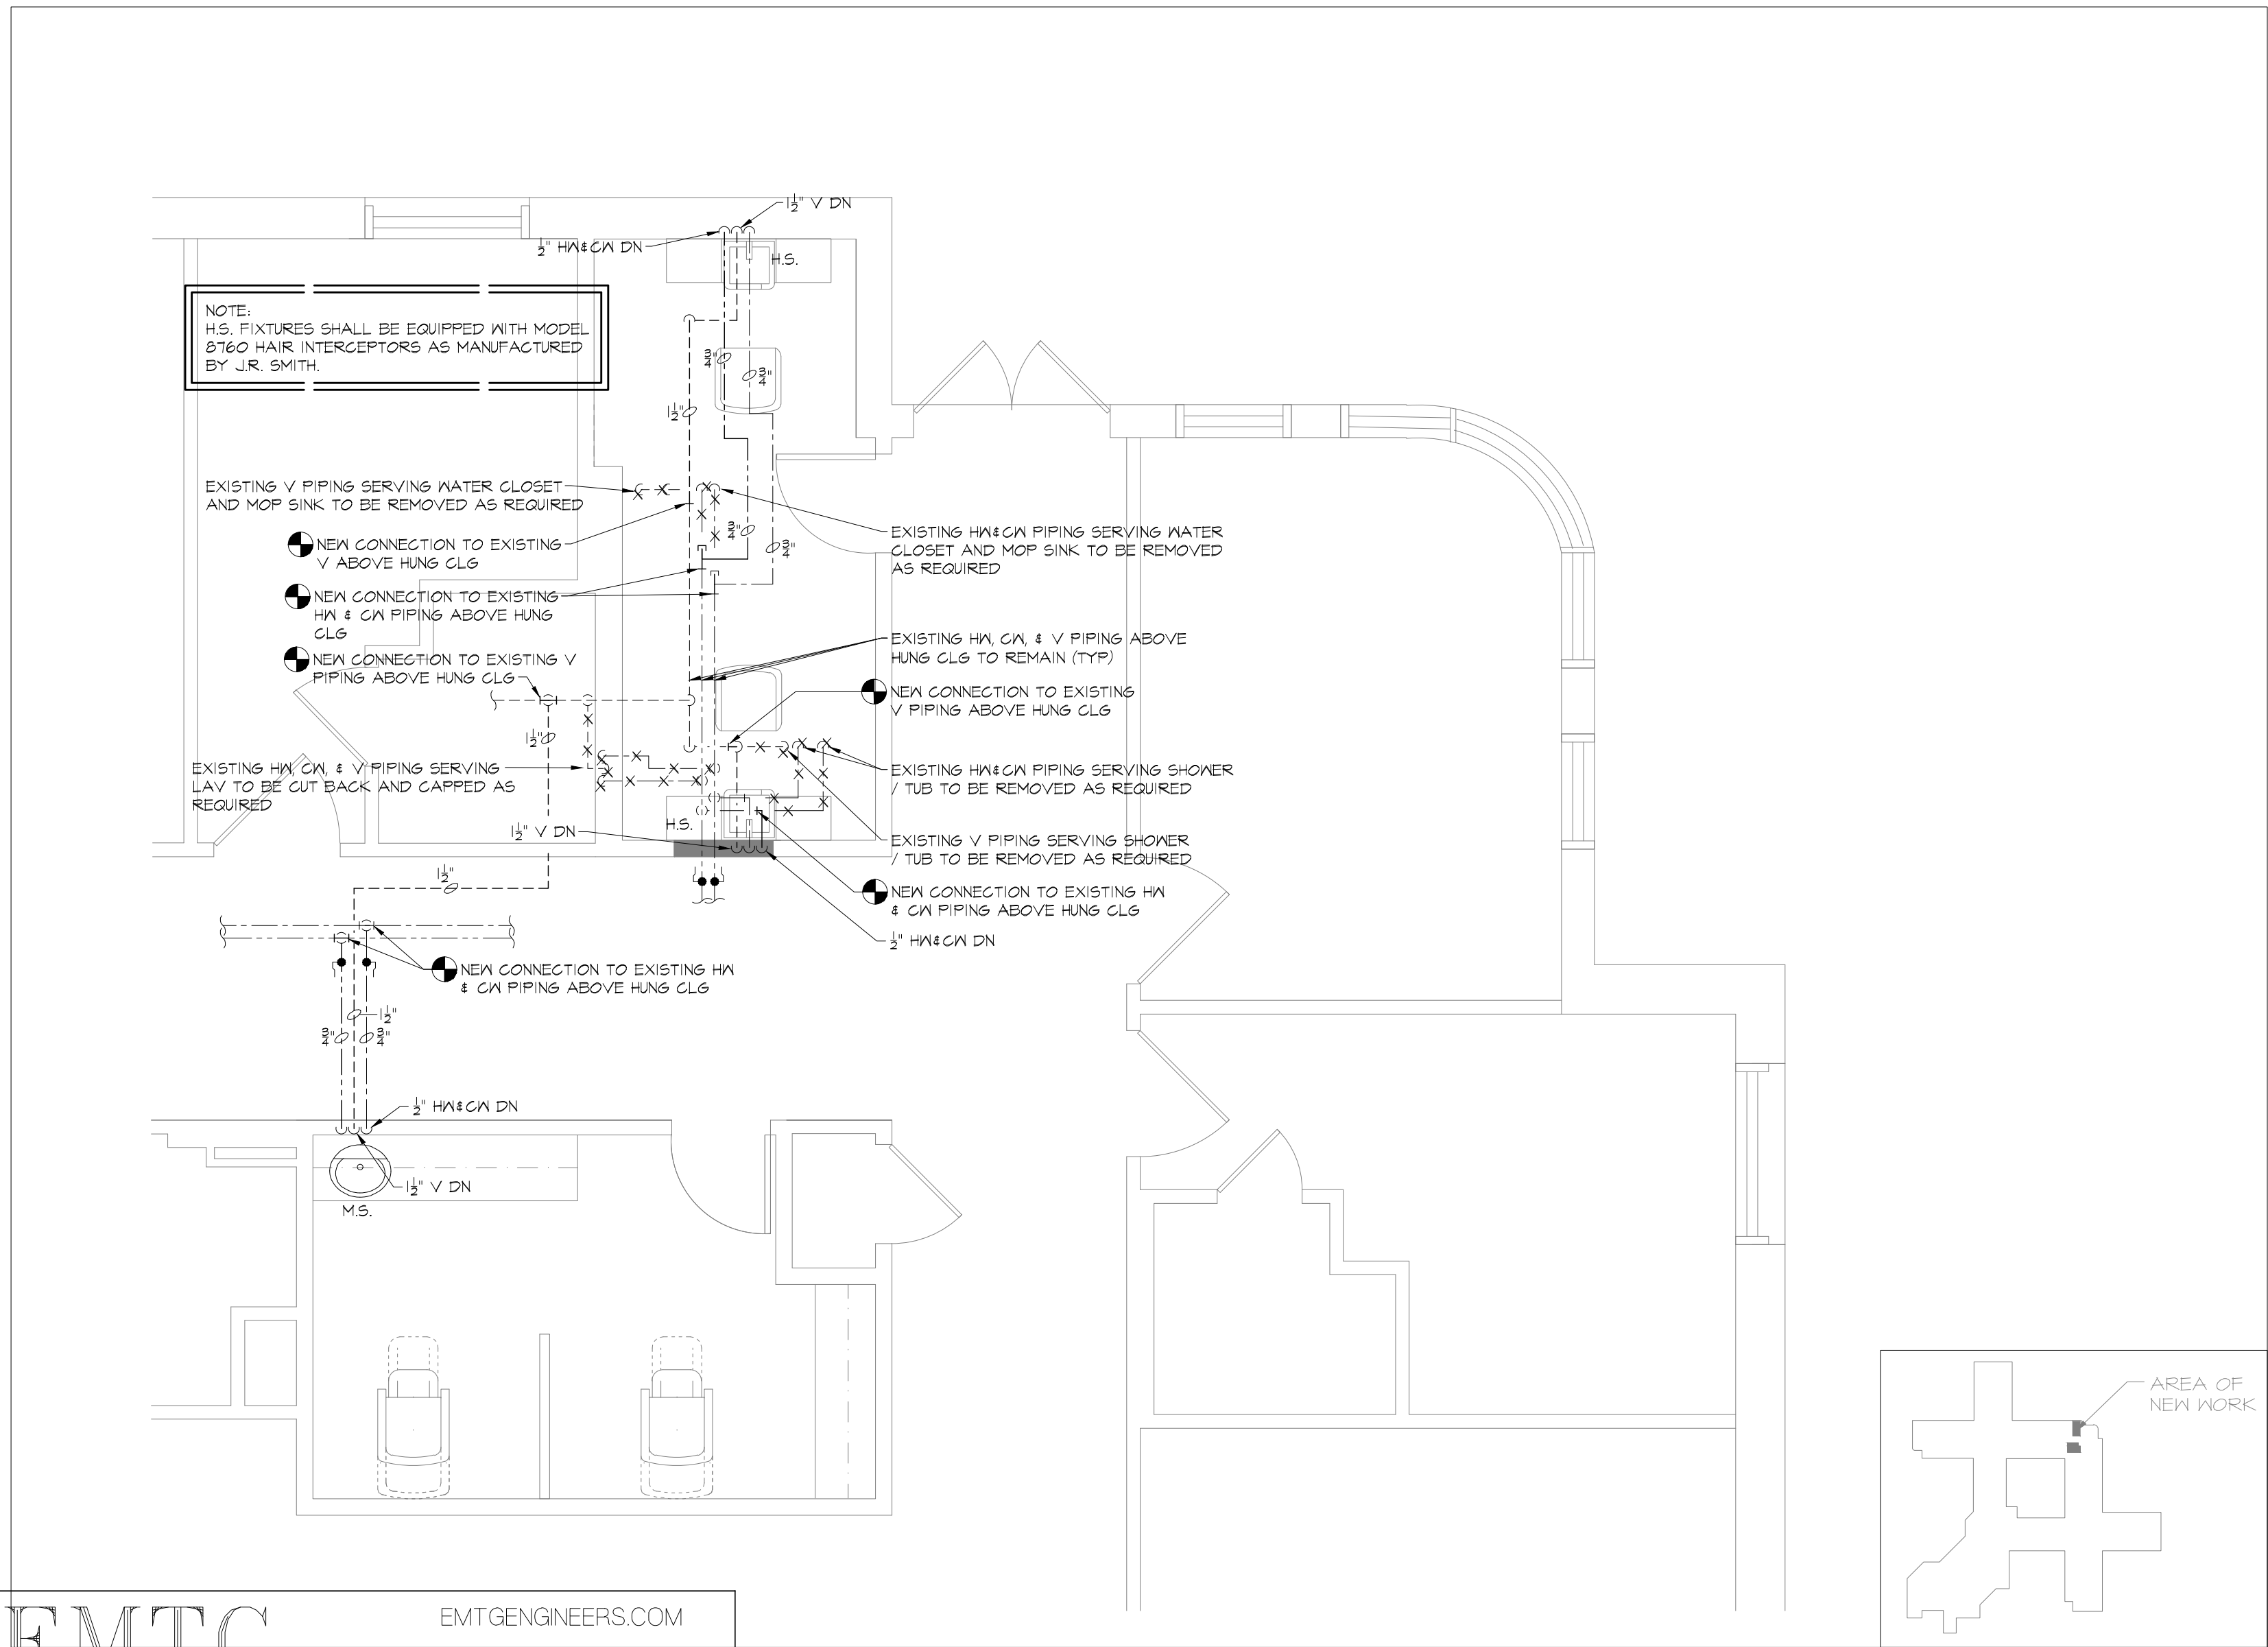 1½" V DN
½" HW&CW DN
H.S.
NOTE:
H.S. FIXTURES SHALL BE EQUIPPED WITH MODEL
8760 HAIR INTERCEPTORS AS MANUFACTURED
BY J.R. SMITH.
¾"
¾"
1½"
EXISTING V PIPING SERVING WATER CLOSET
AND MOP SINK TO BE REMOVED AS REQUIRED
NEW CONNECTION TO EXISTING
V ABOVE HUNG CLG
¾"
¾"
EXISTING HW&CW PIPING SERVING WATER
CLOSET AND MOP SINK TO BE REMOVED
AS REQUIRED
NEW CONNECTION TO EXISTING
HW & CW PIPING ABOVE HUNG
CLG
EXISTING HW, CW, & V PIPING ABOVE
HUNG CLG TO REMAIN (TYP)
NEW CONNECTION TO EXISTING V
PIPING ABOVE HUNG CLG
NEW CONNECTION TO EXISTING
V PIPING ABOVE HUNG CLG
1½"
EXISTING HW, CW, & V PIPING SERVING
LAV TO BE CUT BACK AND CAPPED AS
REQUIRED
EXISTING HW&CW PIPING SERVING SHOWER
/ TUB TO BE REMOVED AS REQUIRED
H.S.
1½" V DN
EXISTING V PIPING SERVING SHOWER
/ TUB TO BE REMOVED AS REQUIRED
1½"
NEW CONNECTION TO EXISTING HW
& CW PIPING ABOVE HUNG CLG
½" HW&CW DN
NEW CONNECTION TO EXISTING HW
& CW PIPING ABOVE HUNG CLG
1½"
¾"
¾"
½" HW&CW DN
1½" V DN
M.S.
AREA OF
NEW WORK
EMTG
EMTGENGINEERS.COM